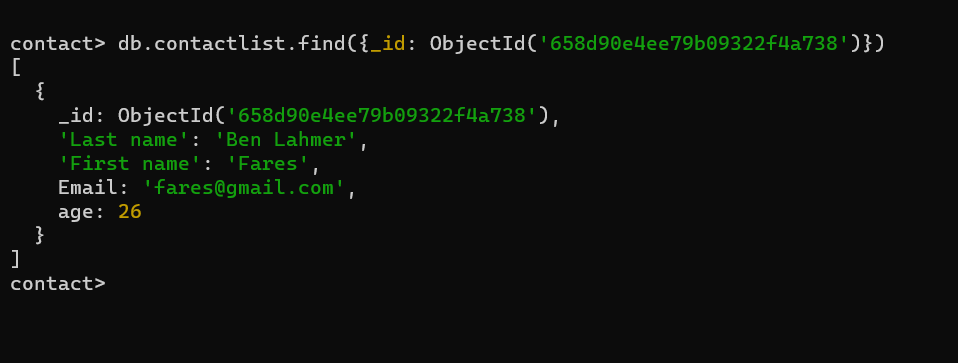 contact> db.contactlist.find({_id: ObjectId('658d90e4ee79b09322f4a738')})
[
  {
    _id: ObjectId('658d90e4ee79b09322f4a738'),
    'Last name': 'Ben Lahmer',
    'First name': 'Fares',
    Email: 'fares@gmail.com',
    age: 26
  }
]
contact>